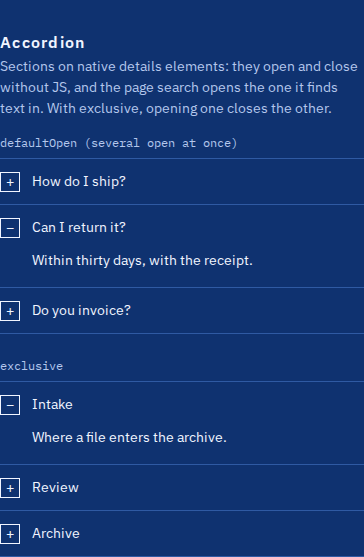 Accordion
Sections on native details elements: they open and close
without JS, and the page search opens the one it finds
text in. With exclusive, opening one closes the other.
defaultOpen (several open at once)
+ How do I ship?
− Can I return it?
Within thirty days, with the receipt.
+ Do you invoice?
exclusive
− Intake
Where a file enters the archive.
+ Review
+ Archive